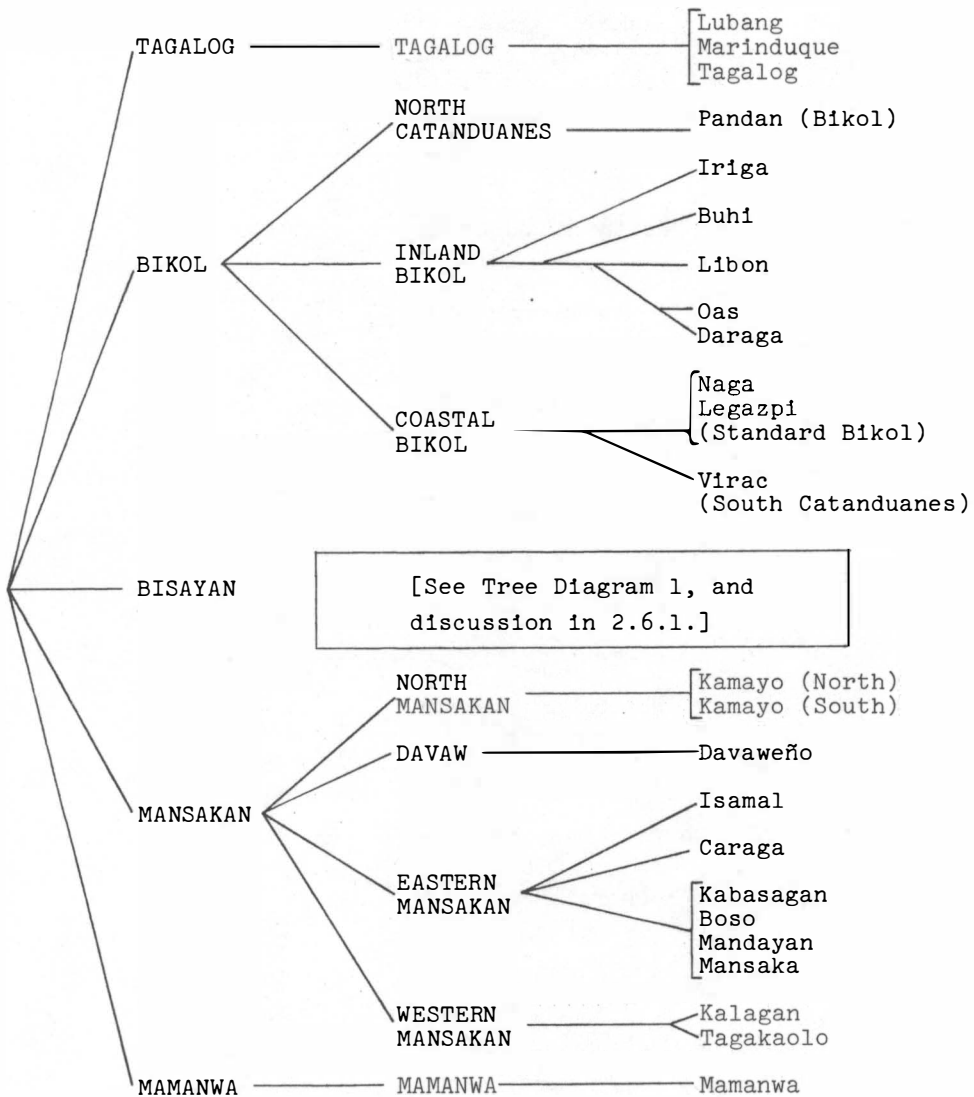 TAGALOG
TAGALOG
Lubang
Marinduque
Tagalog
BIKOL
NORTH
CATANDUANES
Pandan (Bikol)
INLAND
BIKOL
Iriga
Buhi
Libon
Oas
Daraga
COASTAL
BIKOL
Naga
Legazpi
(Standard Bikol)
Virac
(South Catanduanes)
BISAYAN
[See Tree Diagram 1, and
discussion in 2.6.1.]
MANSAKAN
NORTH
MANSAKAN
Kamayo (North)
Kamayo (South)
DAVAW
Davaweño
EASTERN
MANSAKAN
Isamal
Caraga
Kabasagan
Boso
Mandayan
Mansaka
WESTERN
MANSAKAN
Kalagan
Tagakaolo
MAMANWA
MAMANWA
Mamanwa